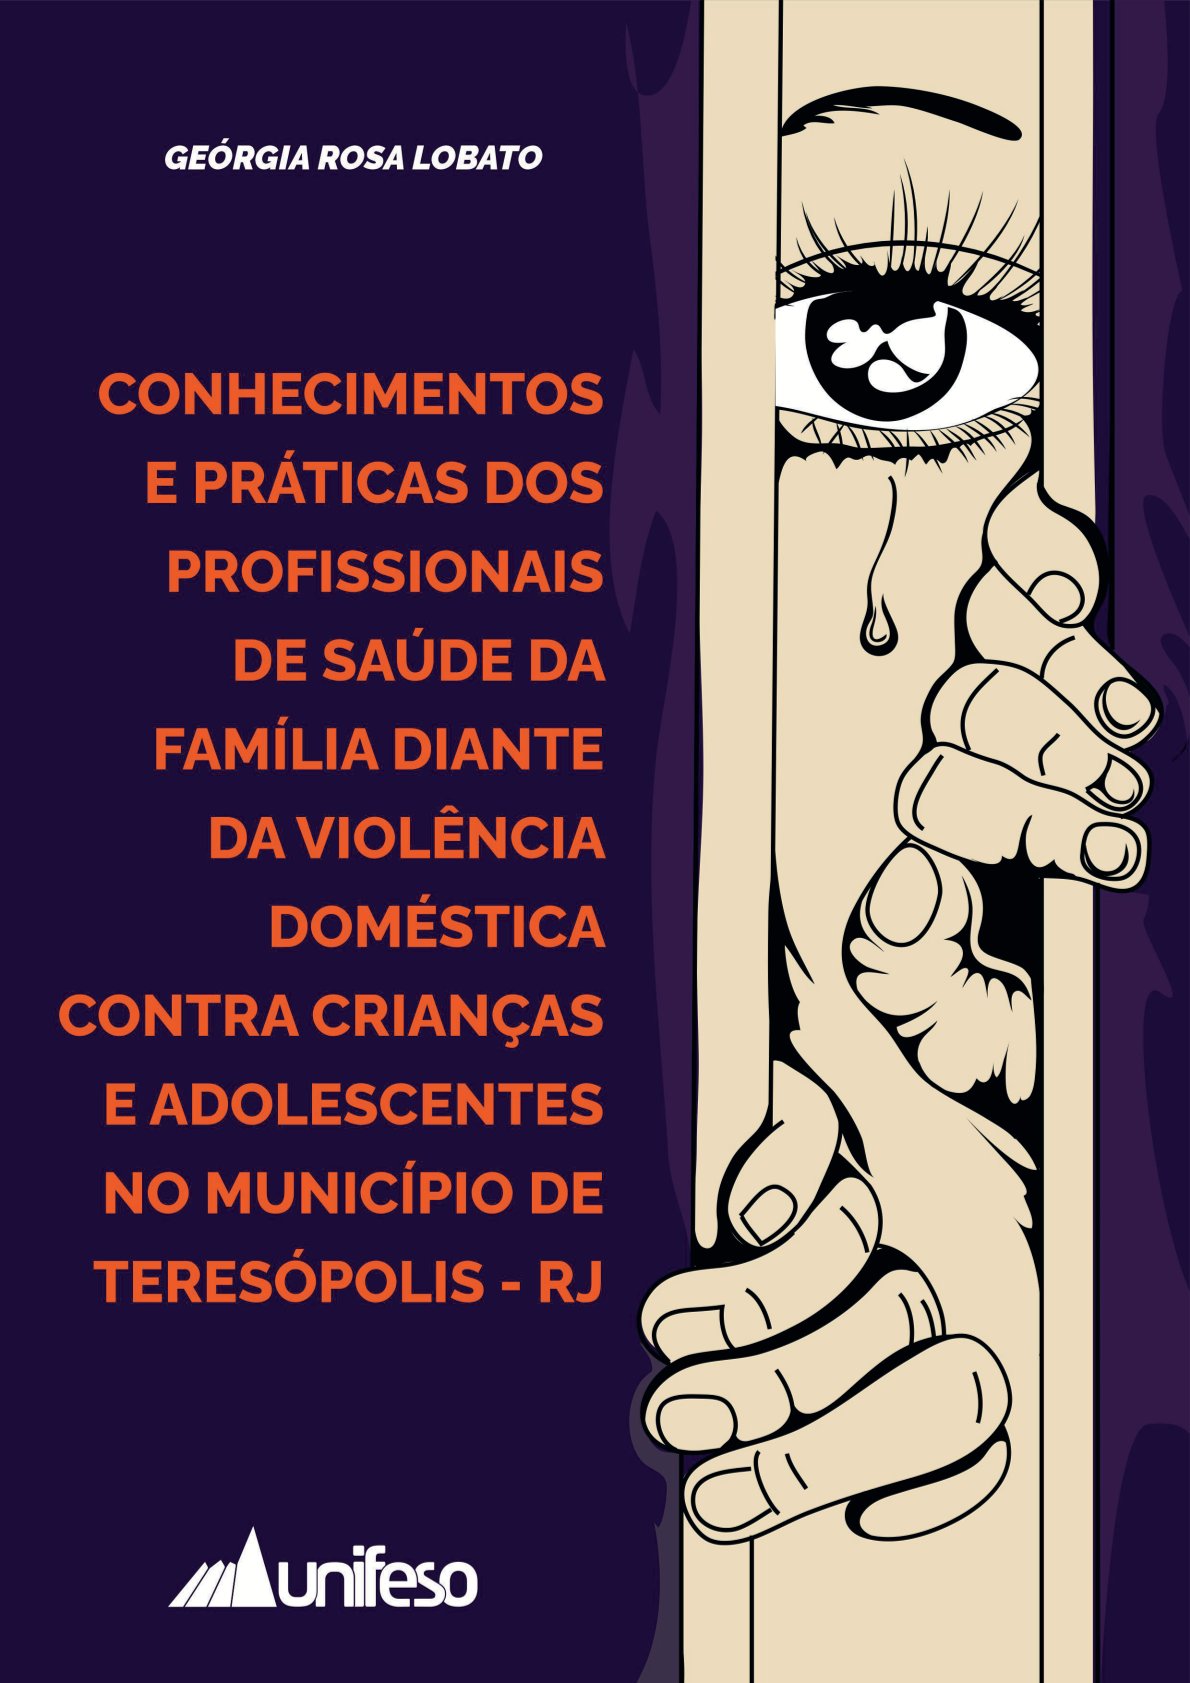 GEÓRGIA ROSA LOBATO
CONHECIMENTOS
E PRÁTICAS DOS
PROFISSIONAIS
DE SAÚDE DA
FAMÍLIA DIANTE
DA VIOLÊNCIA
DOMÉSTICA
CONTRA CRIANÇAS
E ADOLESCENTES
NO MUNICÍPIO DE
TERESÓPOLIS - RJ
unifeso